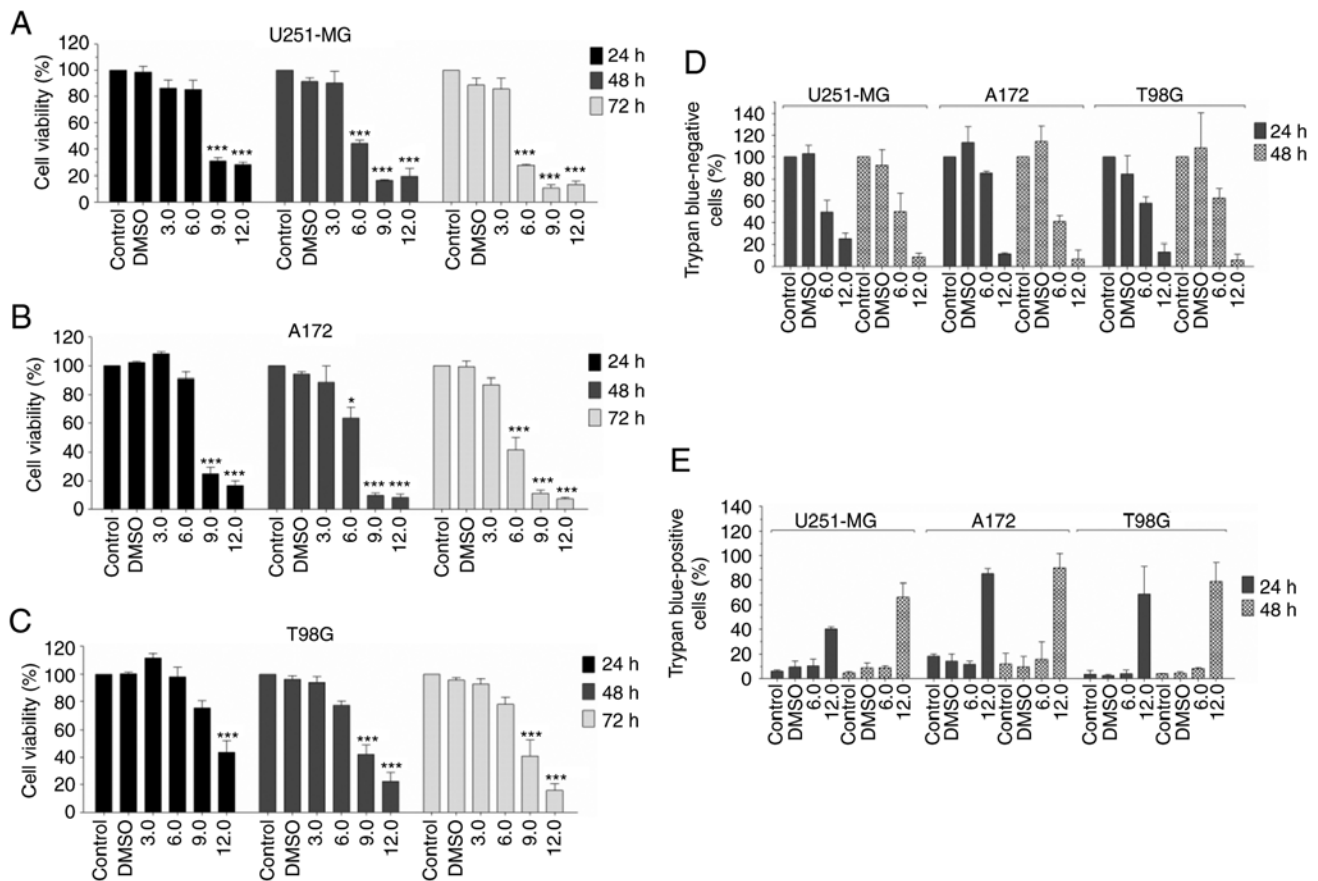 A
U251-MG
Cell viability (%)
120
100
80
60
40
20
0
*** *** *** *** *** *** *** ***
Control DMSO 3.0 6.0 9.0 12.0 Control DMSO 3.0 6.0 9.0 12.0 Control DMSO 3.0 6.0 9.0 12.0
24 h
48 h
72 h
B
A172
Cell viability (%)
120
100
80
60
40
20
0
*** *** * *** *** *** *** ***
Control DMSO 3.0 6.0 9.0 12.0 Control DMSO 3.0 6.0 9.0 12.0 Control DMSO 3.0 6.0 9.0 12.0
24 h
48 h
72 h
C
T98G
Cell viability (%)
120
100
80
60
40
20
0
*** *** *** *** ***
Control DMSO 3.0 6.0 9.0 12.0 Control DMSO 3.0 6.0 9.0 12.0 Control DMSO 3.0 6.0 9.0 12.0
24 h
48 h
72 h
D
U251-MG A172 T98G
Trypan blue-negative
cells (%)
140
120
100
80
60
40
20
0
Control DMSO 6.0 12.0 Control DMSO 6.0 12.0 Control DMSO 6.0 12.0 Control DMSO 6.0 12.0 Control DMSO 6.0 12.0 Control DMSO 6.0 12.0
24 h
48 h
E
U251-MG A172 T98G
Trypan blue-positive
cells (%)
140
120
100
80
60
40
20
0
Control DMSO 6.0 12.0 Control DMSO 6.0 12.0 Control DMSO 6.0 12.0 Control DMSO 6.0 12.0 Control DMSO 6.0 12.0 Control DMSO 6.0 12.0
24 h
48 h